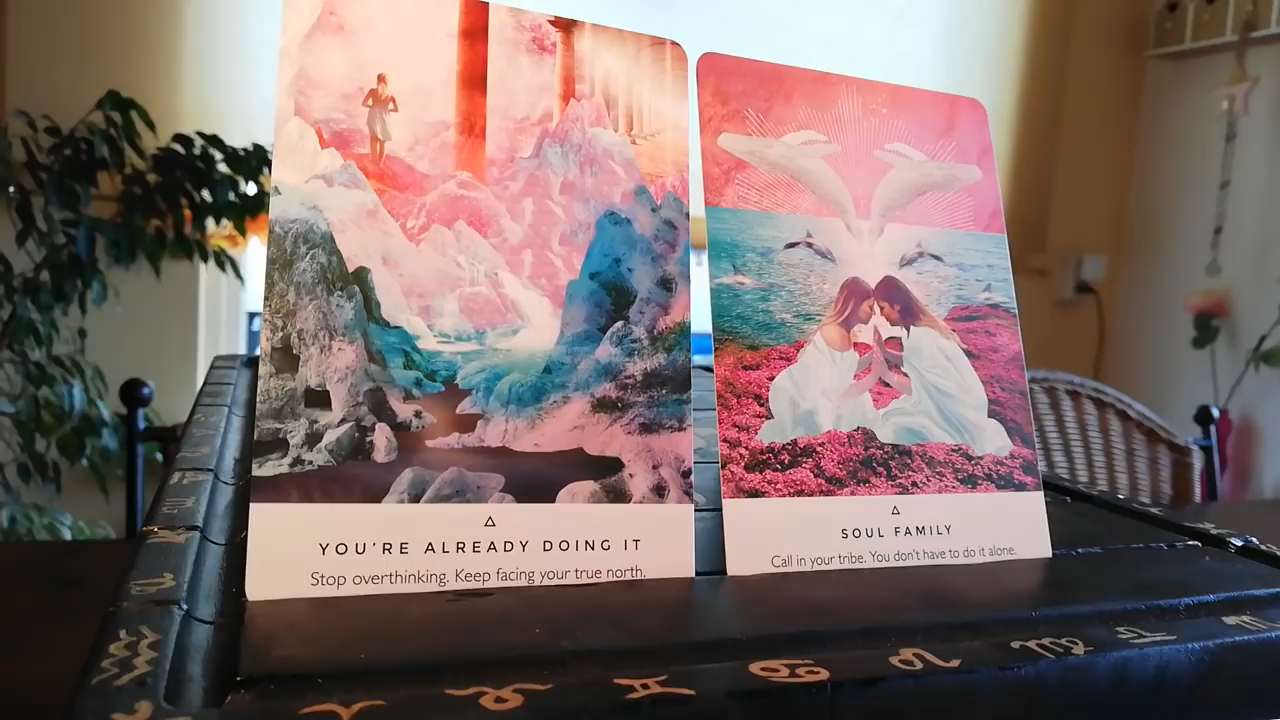 YOU'RE ALREADY DOING IT
Stop overthinking. Keep facing your true north.
SOUL FAMILY
Call in your tribe. You don't have to do it alone.